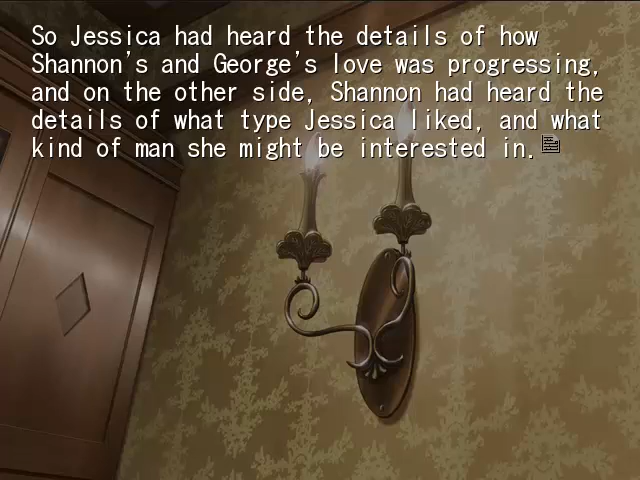 So Jessica had heard the details of how
Shannon's and George's love was progressing,
and on the other side, Shannon had heard the
details of what type Jessica liked, and what
kind of man she might be interested in.